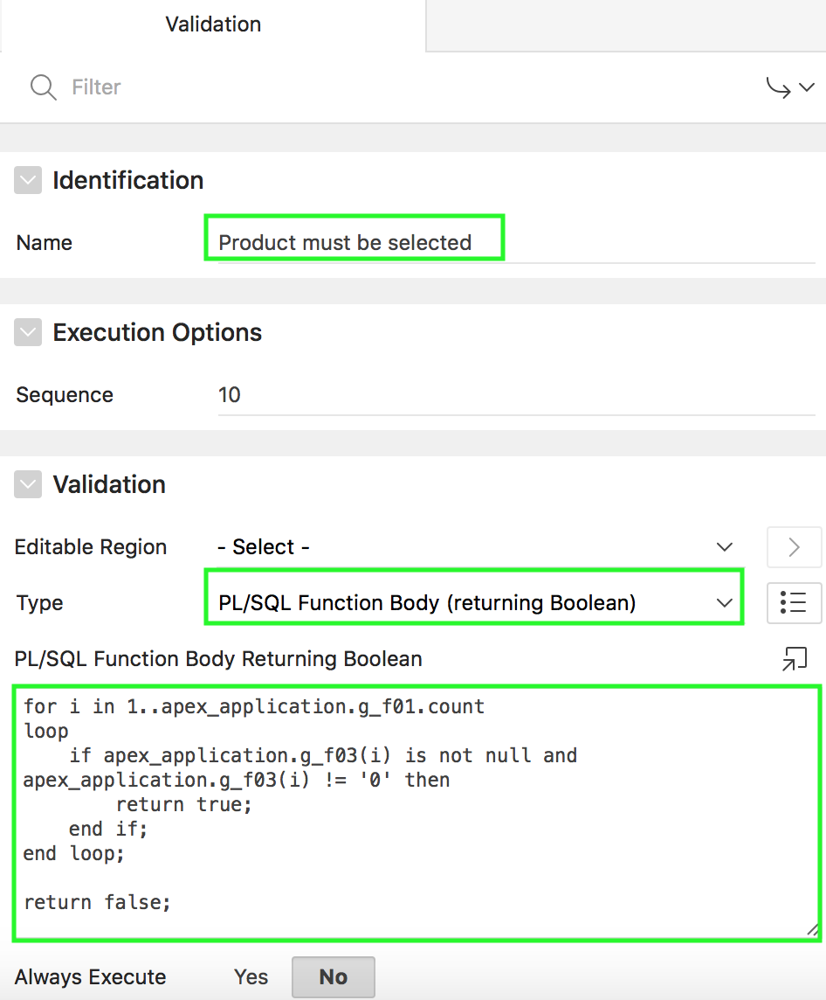 Validation
Filter
Identification
Name Product must be selected
Execution Options
Sequence 10
Validation
Editable Region - Select -
Type PL/SQL Function Body (returning Boolean)
PL/SQL Function Body Returning Boolean
for i in 1..apex_application.g_f01.count
loop
    if apex_application.g_f03(i) is not null and
apex_application.g_f03(i) != '0' then
        return true;
    end if;
end loop;

return false;
Always Execute Yes No